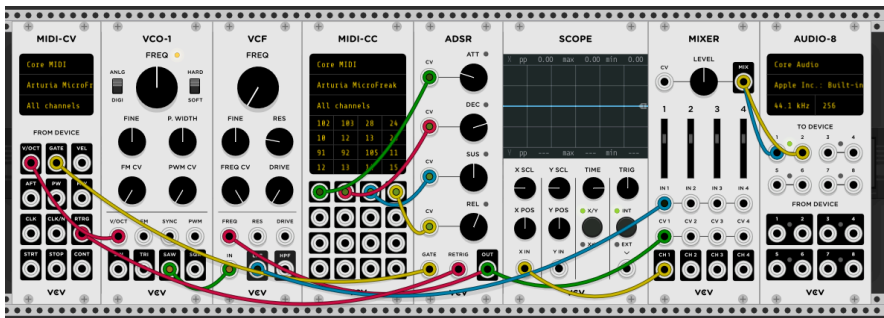 MIDI-CV
Core MIDI
Arturia MicroFr
All channels
FROM DEVICE
V/OCT GATE VEL
AFT PW
CLK CLK/N RTRG
STRT STOP CONT
VCV
VCO-1
FREQ
ANLG HARD
DIGI SOFT
FINE P. WIDTH
FM CV PWM CV
V/OCT FM SYNC PWM
TRI SAW
VCV
VCF
FREQ
FINE RES
FREQ CV DRIVE
FREQ RES DRIVE
IN HPF
VCV
MIDI-CC
Core MIDI
Arturia MicroFreak
All channels
102 103 28 24
10 12 13
91 92 105 11
12 13 15
VCV
ADSR
ATT
CV
DEC
CV
SUS
CV
REL
CV
GATE RETRIG OUT
VCV
SCOPE
X pp 0.00 max 0.00 min 0.00
Y pp --- max --- min ---
X SCL Y SCL TIME TRIG
X POS Y POS X/Y INT
EXT
X IN Y IN
VCV
MIXER
LEVEL
CV MIX
1 2 3 4
IN 1 IN 2 IN 3 IN 4
CV 1 CV 2 CV 3 CV 4
CH 1 CH 2 CH 3 CH 4
VCV
AUDIO-8
Core Audio
Apple Inc.: Built-in
44.1 kHz 256
TO DEVICE
1 2 3 4
5 6 7 8
FROM DEVICE
1 2 3 4
5 6 7 8
VCV